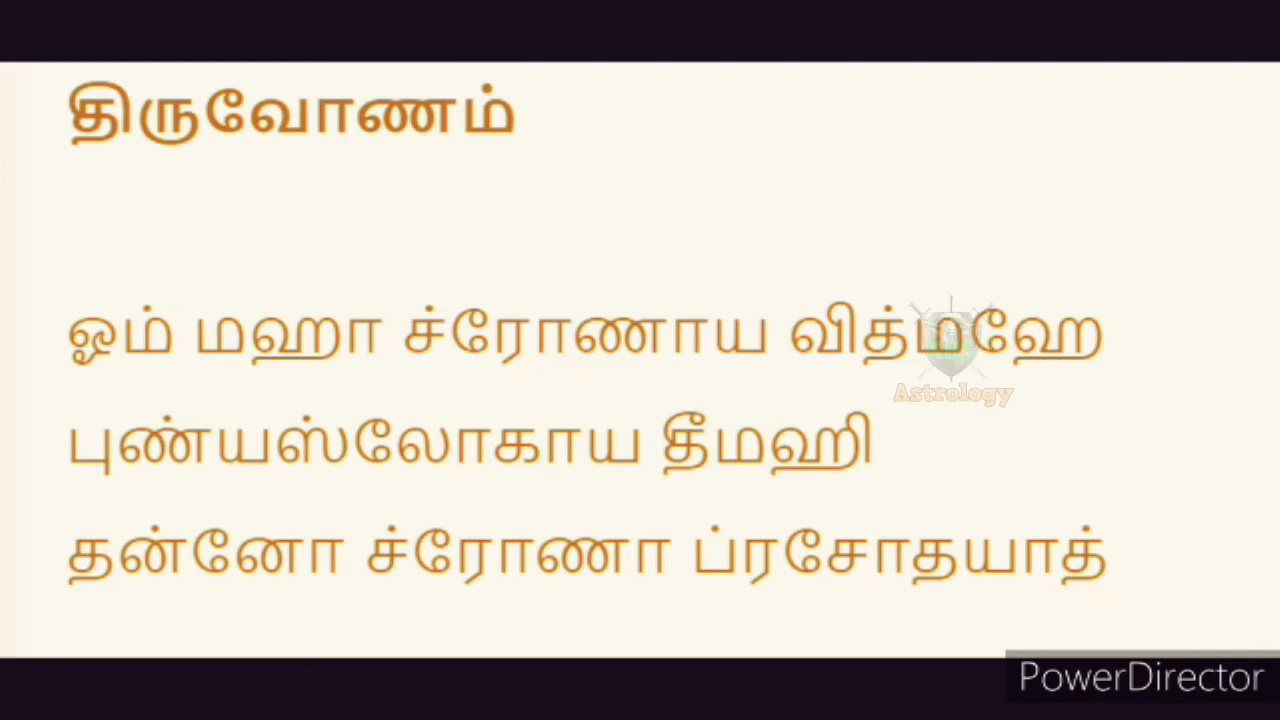 திருவோணம்
ஓம் மஹா ச்ரோணாய வித்மஹே
Astrology
புண்யஸ்லோகாய தீமஹி
தன்னோ ச்ரோணா ப்ரசோதயாத்
PowerDirector